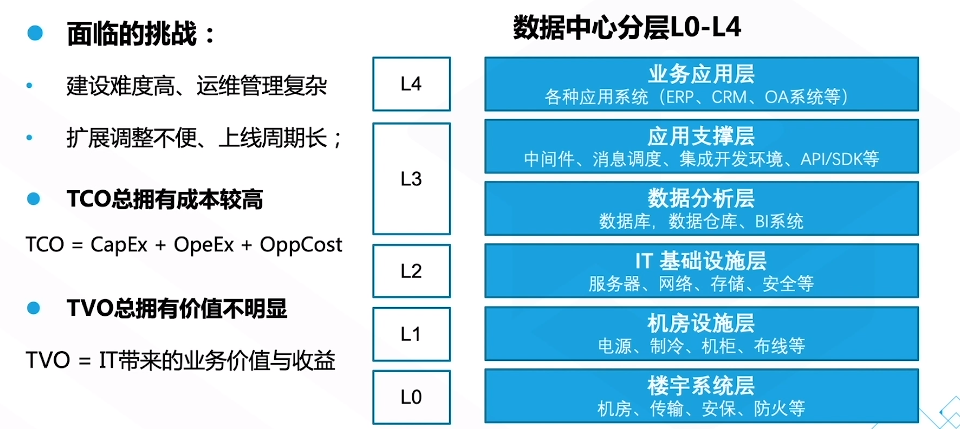 面临的挑战：
建设难度高、运维管理复杂
扩展调整不便、上线周期长；
TCO总拥有成本较高
TCO = CapEx + OpeEx + OppCost
TVO总拥有价值不明显
TVO = IT带来的业务价值与收益
数据中心分层L0-L4
L4
业务应用层
各种应用系统（ERP、CRM、OA系统等）
L3
应用支撑层
中间件、消息调度、集成开发环境、API/SDK等
数据分析层
数据库，数据仓库、BI系统
L2
IT 基础设施层
服务器、网络、存储、安全等
L1
机房设施层
电源、制冷、机柜、布线等
L0
楼宇系统层
机房、传输、安保、防火等